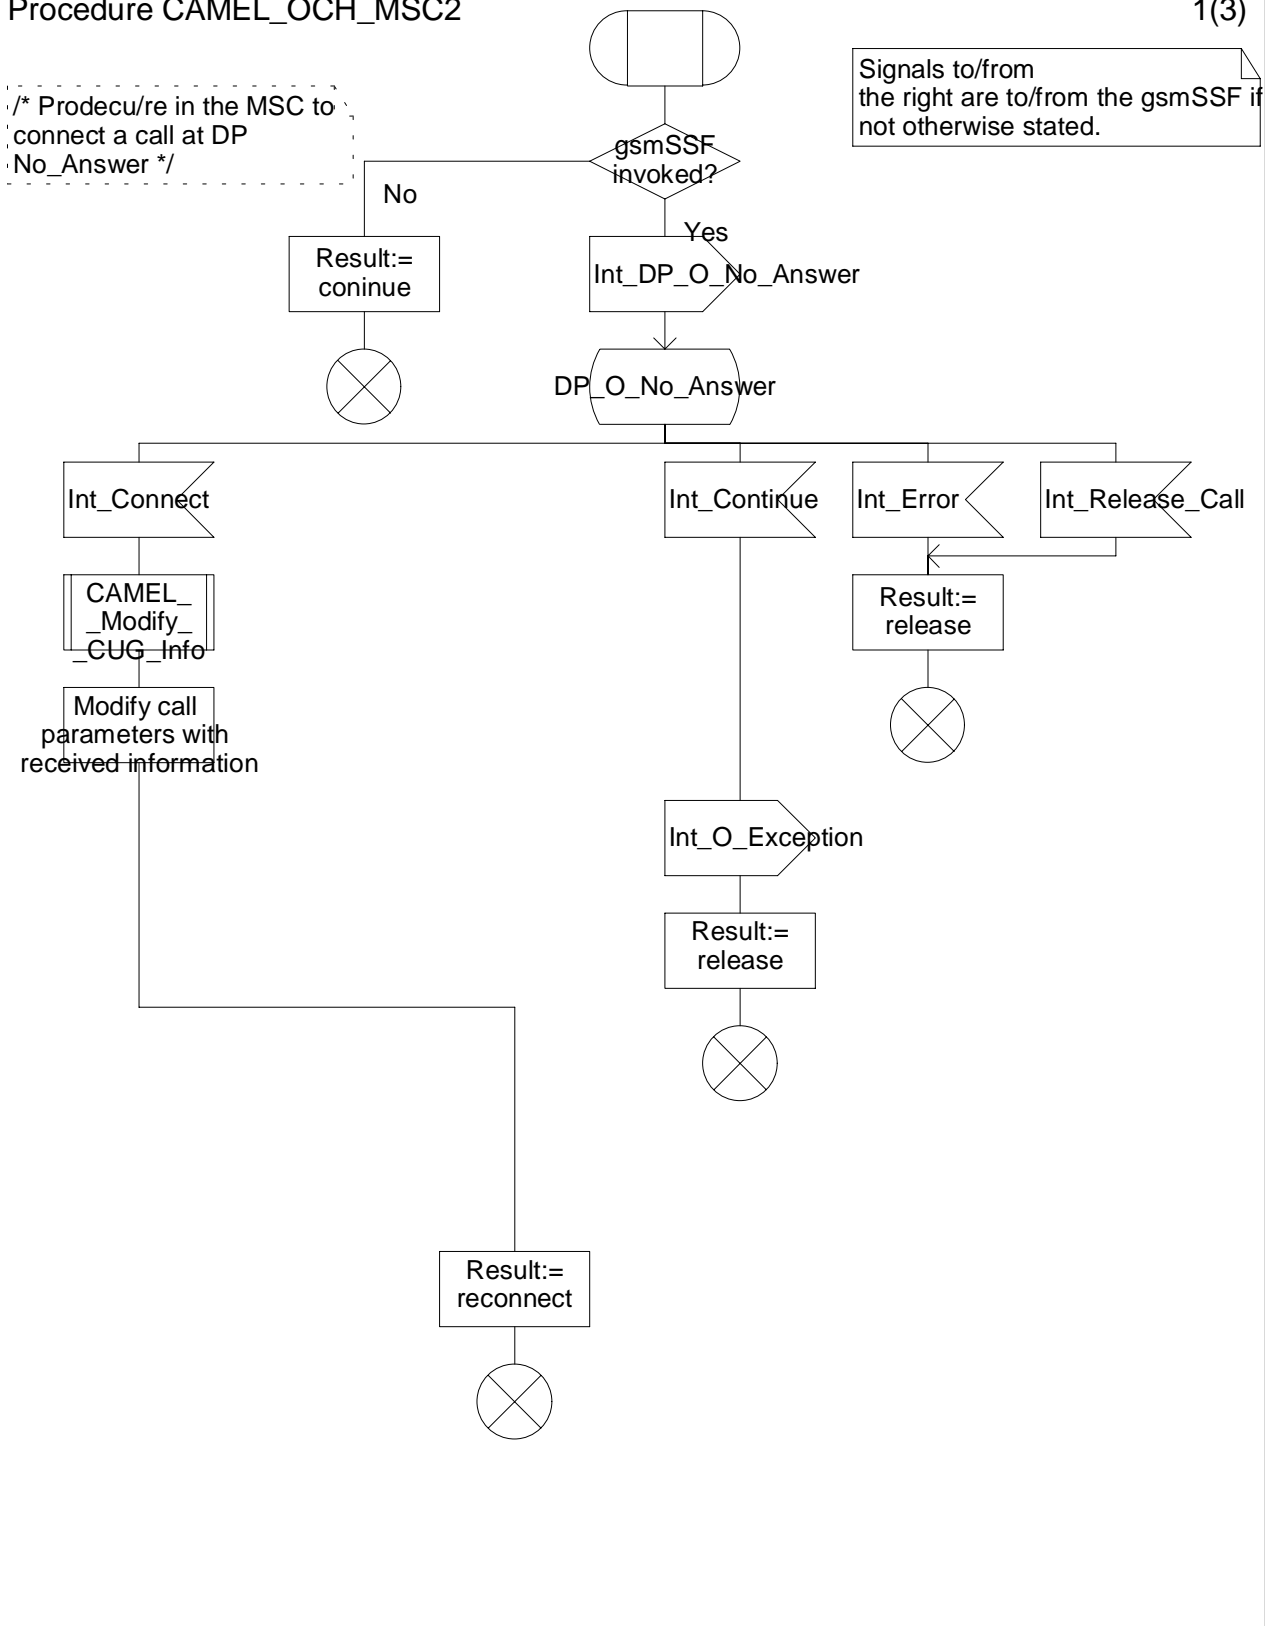 Procedure CAMEL_OCH_MSC2
1(3)
/* Prodecu/re in the MSC to
connect a call at DP
No_Answer */
Signals to/from
the right are to/from the gsmSSF if
not otherwise stated.
gsmSSF
invoked?
No
Yes
Result:=
coninue
Int_DP_O_No_Answer
DP_O_No_Answer
Int_Connect
Int_Continue
Int_Error
Int_Release_Call
CAMEL_
_Modify_
_CUG_Info
Result:=
release
Modify call
parameters with
received information
Int_O_Exception
Result:=
release
Result:=
reconnect